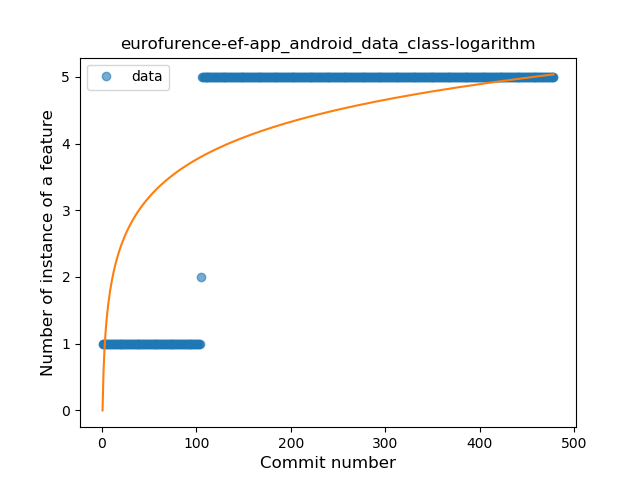 eurofurence-ef-app_android_data_class-logarithm
data
Number of instance of a feature
5
4
3
2
1
0
0 100 200 300 400 500
Commit number